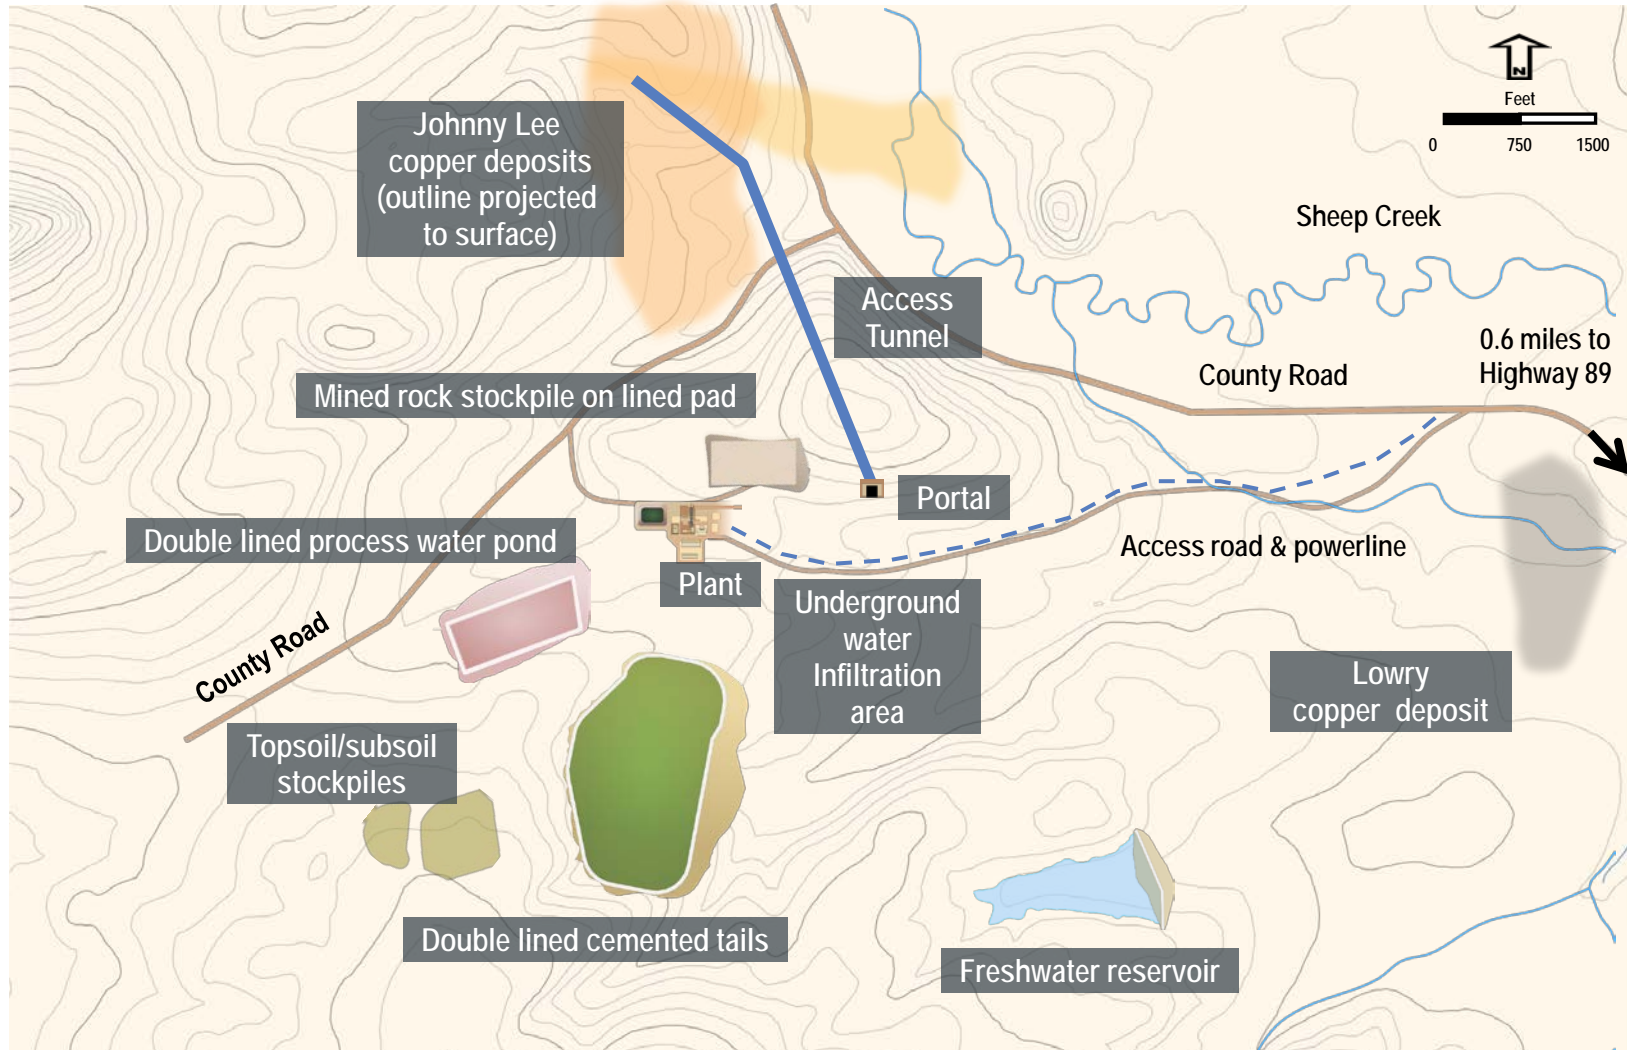 N
Feet
0 750 1500
Johnny Lee
copper deposits
(outline projected
to surface)
Sheep Creek
Access
Tunnel
0.6 miles to
Highway 89
County Road
Mined rock stockpile on lined pad
Portal
Double lined process water pond
Access road & powerline
Plant
Underground
water
Infiltration
area
County Road
Lowry
copper deposit
Topsoil/subsoil
stockpiles
Double lined cemented tails
Freshwater reservoir